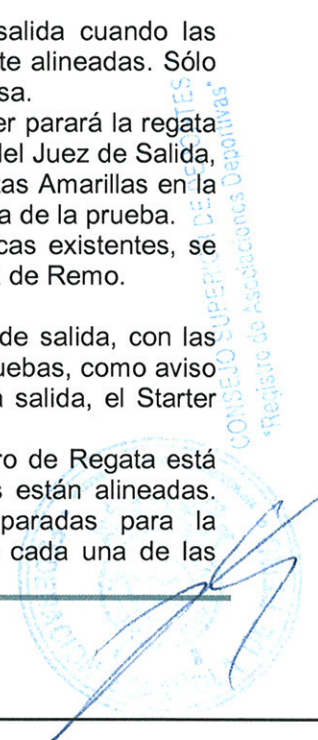 salida cuando las
te alineadas. Sólo
sa.
er parará la regata
del Juez de Salida,
tas Amarillas en la
a de la prueba.
cas existentes, se
de Remo.
de salida, con las
uebas, como aviso
salida, el Starter
ro de Regata está
s están alineadas.
paradas para la
cada una de las
CONSEJO SUPERIOR DE DEPORTES
"Registro de Asociaciones Deportivas"